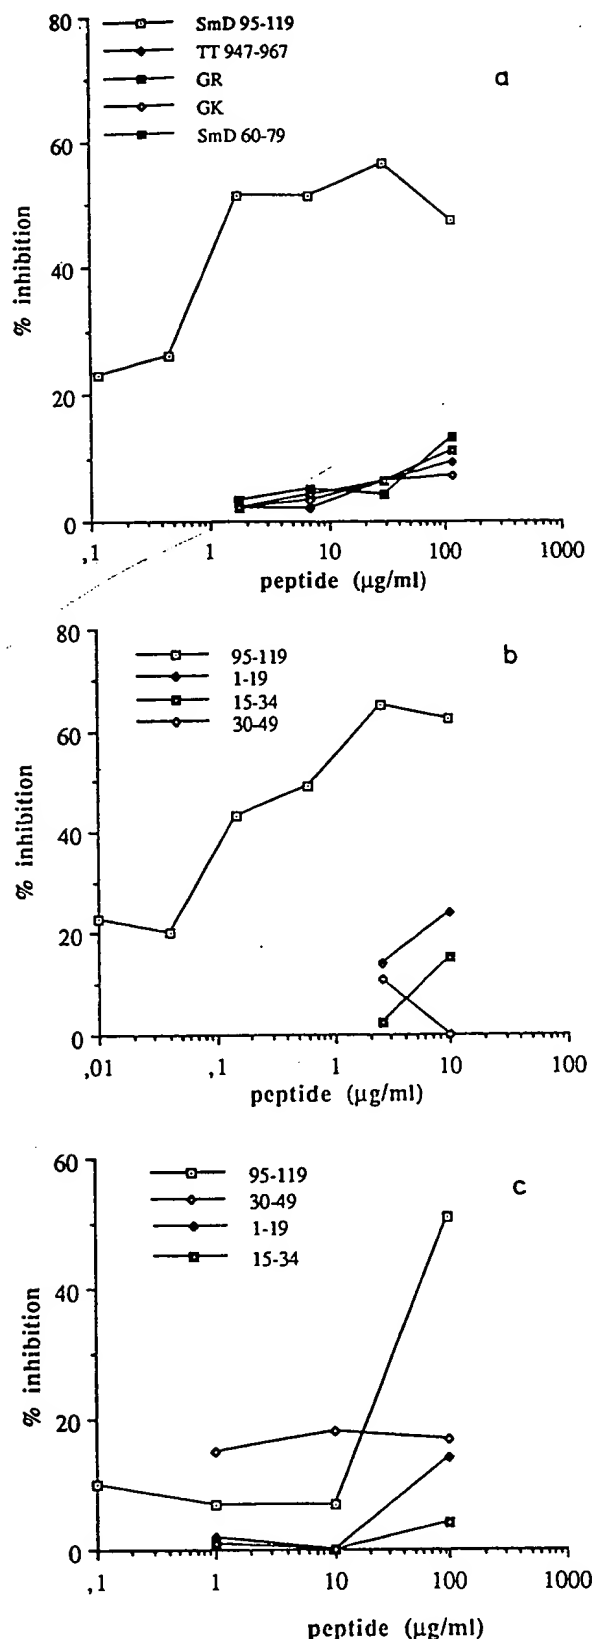 80
SmD 95-119
TT 947-967
GR
GK
SmD 60-79
a
60
40
20
0
% inhibition
,1 1 10 100 1000
peptide (µg/ml)
80
95-119
1-19
15-34
30-49
b
60
40
20
0
% inhibition
,01 ,1 1 10 100
peptide (µg/ml)
60
95-119
30-49
1-19
15-34
c
40
20
0
% inhibition
,1 1 10 100 1000
peptide (µg/ml)